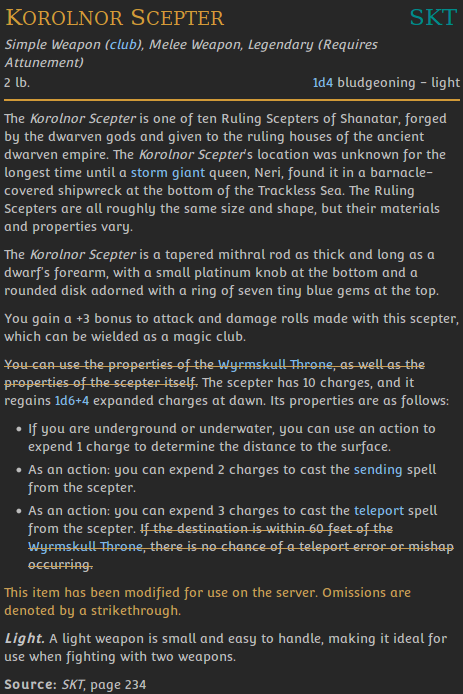 Korolnor Scepter SKT
Simple Weapon (club), Melee Weapon, Legendary (Requires
Attunement)
2 lb. 1d4 bludgeoning - light
The Korolnor Scepter is one of ten Ruling Scepters of Shanatar, forged
by the dwarven gods and given to the ruling houses of the ancient
dwarven empire. The Korolnor Scepter's location was unknown for the
longest time until a storm giant queen, Neri, found it in a barnacle-
covered shipwreck at the bottom of the Trackless Sea. The Ruling
Scepters are all roughly the same size and shape, but their materials
and properties vary.
The Korolnor Scepter is a tapered mithral rod as thick and long as a
dwarf's forearm, with a small platinum knob at the bottom and a
rounded disk adorned with a ring of seven tiny blue gems at the top.
You gain a +3 bonus to attack and damage rolls made with this scepter,
which can be wielded as a magic club.
You can use the properties of the Wyrmskull Throne, as well as the
properties of the scepter itself. The scepter has 10 charges, and it
regains 1d6+4 expanded charges at dawn. Its properties are as follows:
• If you are underground or underwater, you can use an action to
expend 1 charge to determine the distance to the surface.
• As an action: you can expend 2 charges to cast the sending spell
from the scepter.
• As an action: you can expend 3 charges to cast the teleport spell
from the scepter. If the destination is within 60 feet of the
Wyrmskull Throne, there is no chance of a teleport error or mishap
occurring.
This item has been modified for use on the server. Omissions are
denoted by a strikethrough.
Light. A light weapon is small and easy to handle, making it ideal for
use when fighting with two weapons.
Source: SKT, page 234